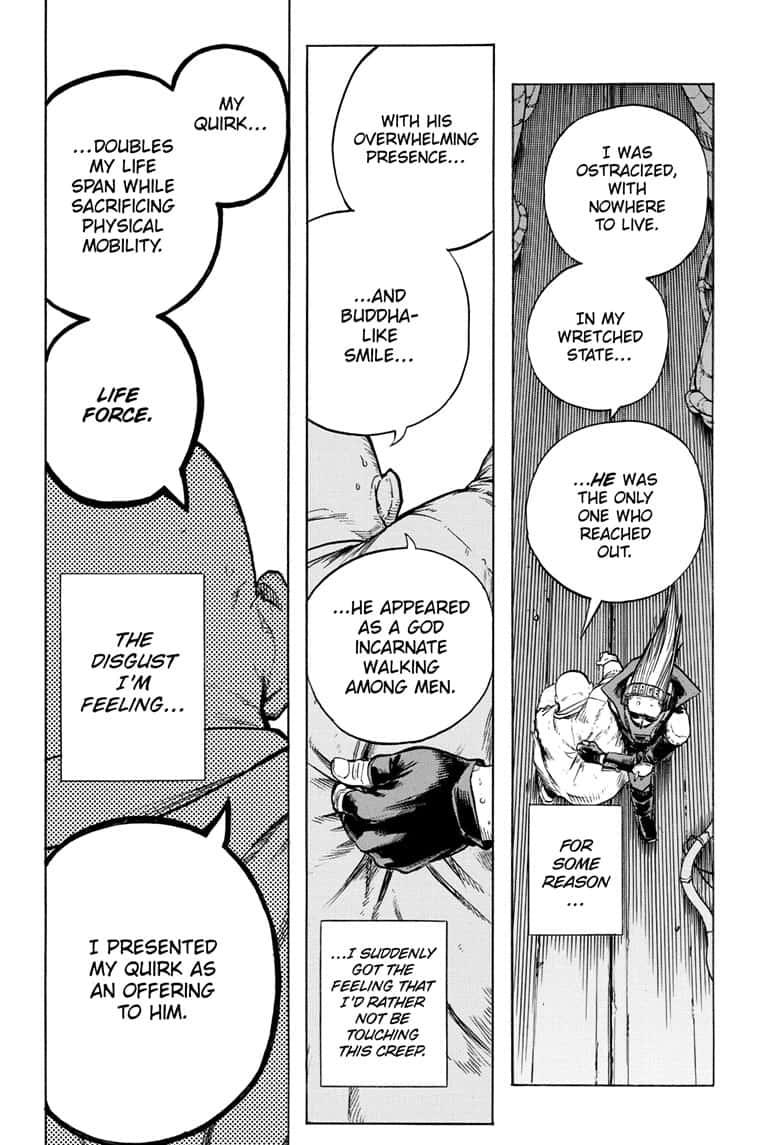 I WAS
OSTRACIZED,
WITH
NOWHERE
TO LIVE.
IN MY
WRETCHED
STATE...
...HE WAS
THE ONLY
ONE WHO
REACHED
OUT.
FOR
SOME
REASON
...
WITH HIS
OVERWHELMING
PRESENCE...
...AND
BUDDHA-
LIKE
SMILE...
...HE APPEARED
AS A GOD
INCARNATE
WALKING
AMONG MEN.
...I SUDDENLY
GOT THE
FEELING THAT
I'D RATHER
NOT BE
TOUCHING
THIS CREEP.
MY
QUIRK...
...DOUBLES
MY LIFE
SPAN WHILE
SACRIFICING
PHYSICAL
MOBILITY.
LIFE
FORCE.
THE
DISGUST
I'M
FEELING...
I PRESENTED
MY QUIRK AS
AN OFFERING
TO HIM.